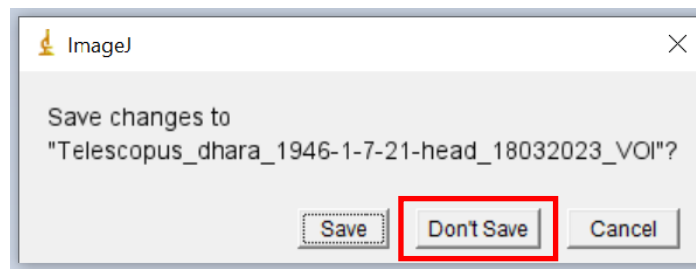 ImageJ
Save changes to
"Telescopus_dhara_1946-1-7-21-head_18032023_VOI"?
Save Don't Save Cancel